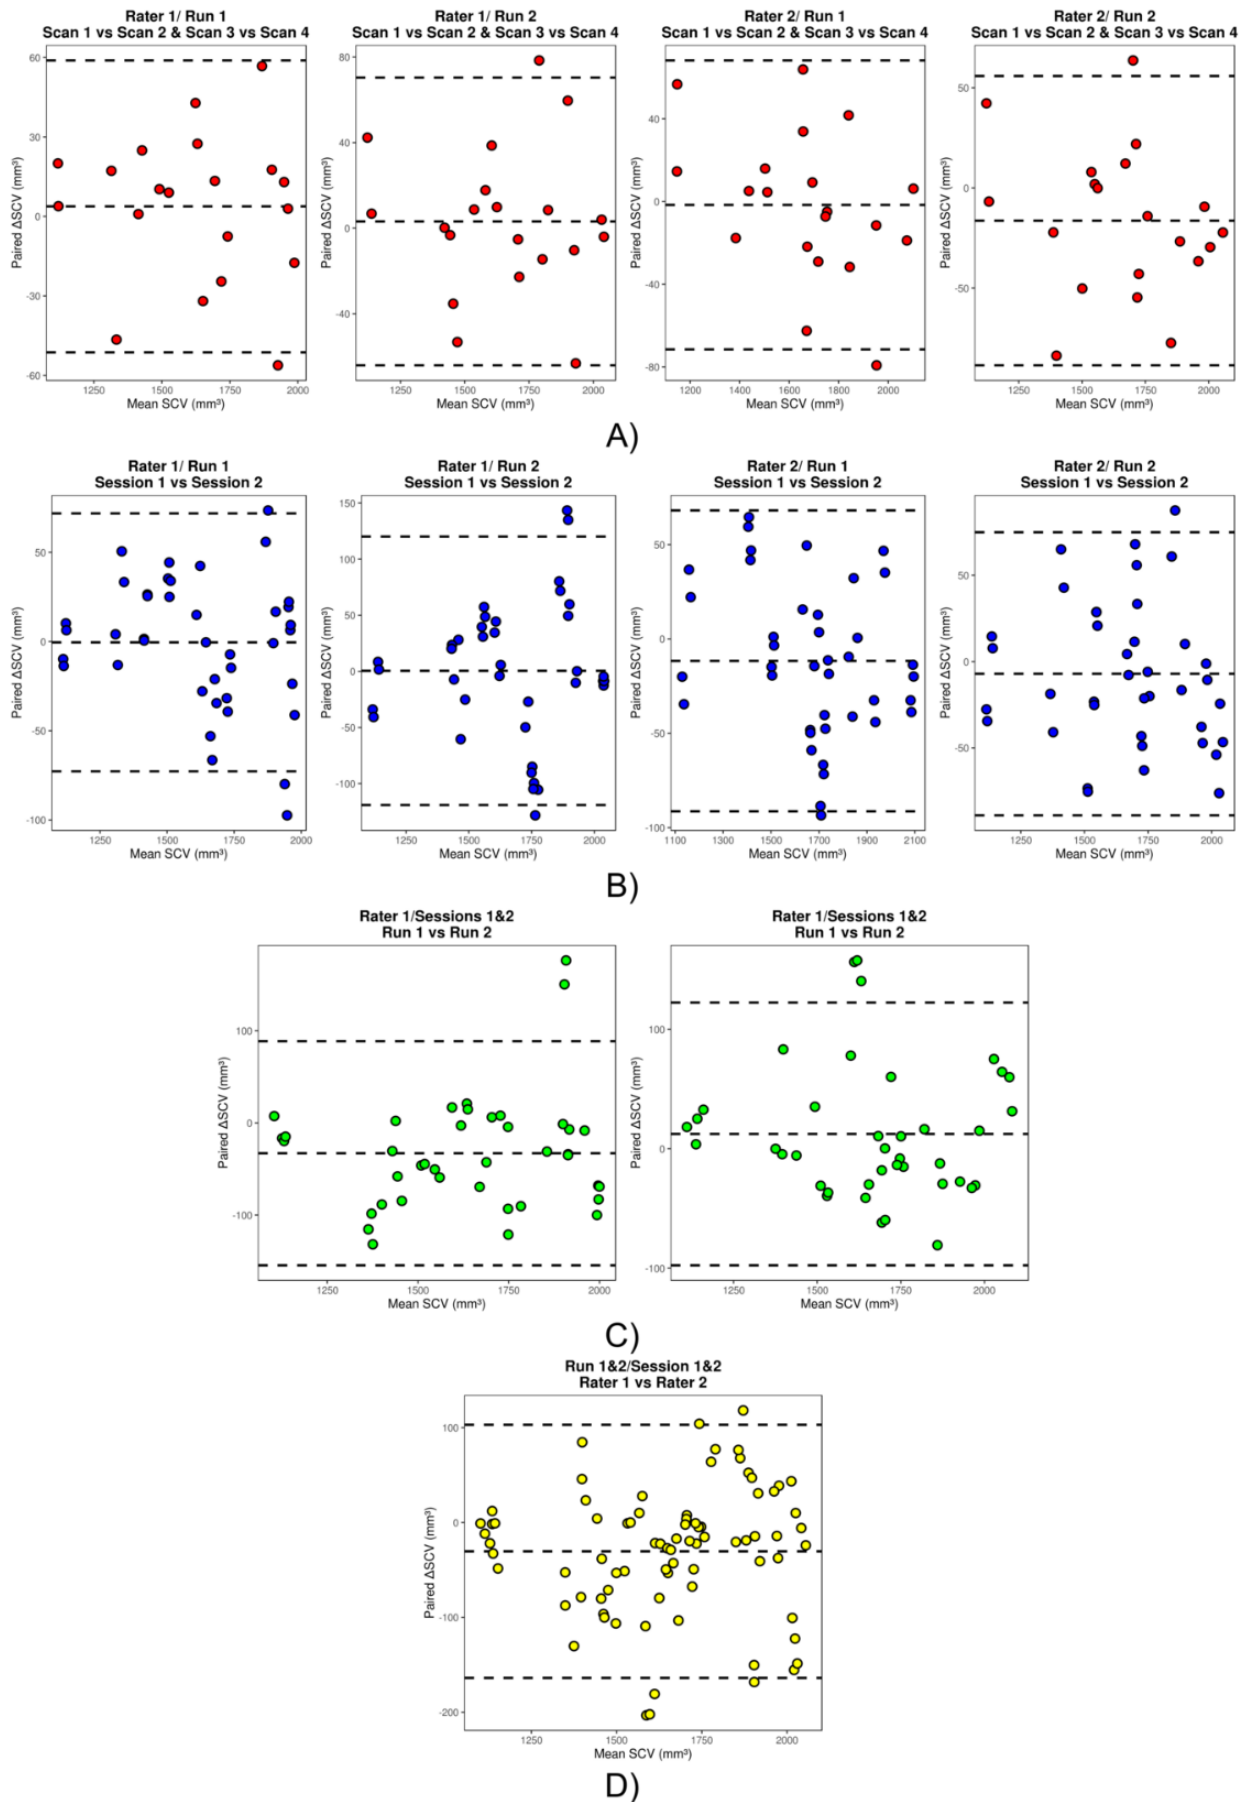 Rater 1/ Run 1
Scan 1 vs Scan 2 & Scan 3 vs Scan 4
Rater 1/ Run 2
Scan 1 vs Scan 2 & Scan 3 vs Scan 4
Rater 2/ Run 1
Scan 1 vs Scan 2 & Scan 3 vs Scan 4
Rater 2/ Run 2
Scan 1 vs Scan 2 & Scan 3 vs Scan 4
Paired ΔSCV (mm³)
60
30
0
-30
-60
1250
1500
1750
2000
Mean SCV (mm³)
Paired ΔSCV (mm³)
80
40
0
-40
1250
1500
1750
2000
Mean SCV (mm³)
Paired ΔSCV (mm³)
40
0
-40
-80
1200
1400
1600
1800
2000
Mean SCV (mm³)
Paired ΔSCV (mm³)
50
0
-50
1250
1500
1750
2000
Mean SCV (mm³)
A)
Rater 1/ Run 1
Session 1 vs Session 2
Rater 1/ Run 2
Session 1 vs Session 2
Rater 2/ Run 1
Session 1 vs Session 2
Rater 2/ Run 2
Session 1 vs Session 2
Paired ΔSCV (mm³)
50
0
-50
-100
1250
1500
1750
2000
Mean SCV (mm³)
Paired ΔSCV (mm³)
150
100
50
0
-50
-100
1250
1500
1750
2000
Mean SCV (mm³)
Paired ΔSCV (mm³)
50
0
-50
-100
1100
1300
1500
1700
1900
2100
Mean SCV (mm³)
Paired ΔSCV (mm³)
50
0
-50
1250
1500
1750
2000
Mean SCV (mm³)
B)
Rater 1/Sessions 1&2
Run 1 vs Run 2
Rater 1/Sessions 1&2
Run 1 vs Run 2
Paired ΔSCV (mm³)
100
0
-100
1250
1500
1750
2000
Mean SCV (mm³)
Paired ΔSCV (mm³)
100
0
-100
1250
1500
1750
2000
Mean SCV (mm³)
C)
Run 1&2/Session 1&2
Rater 1 vs Rater 2
Paired ΔSCV (mm³)
100
0
-100
-200
1250
1500
1750
2000
Mean SCV (mm³)
D)